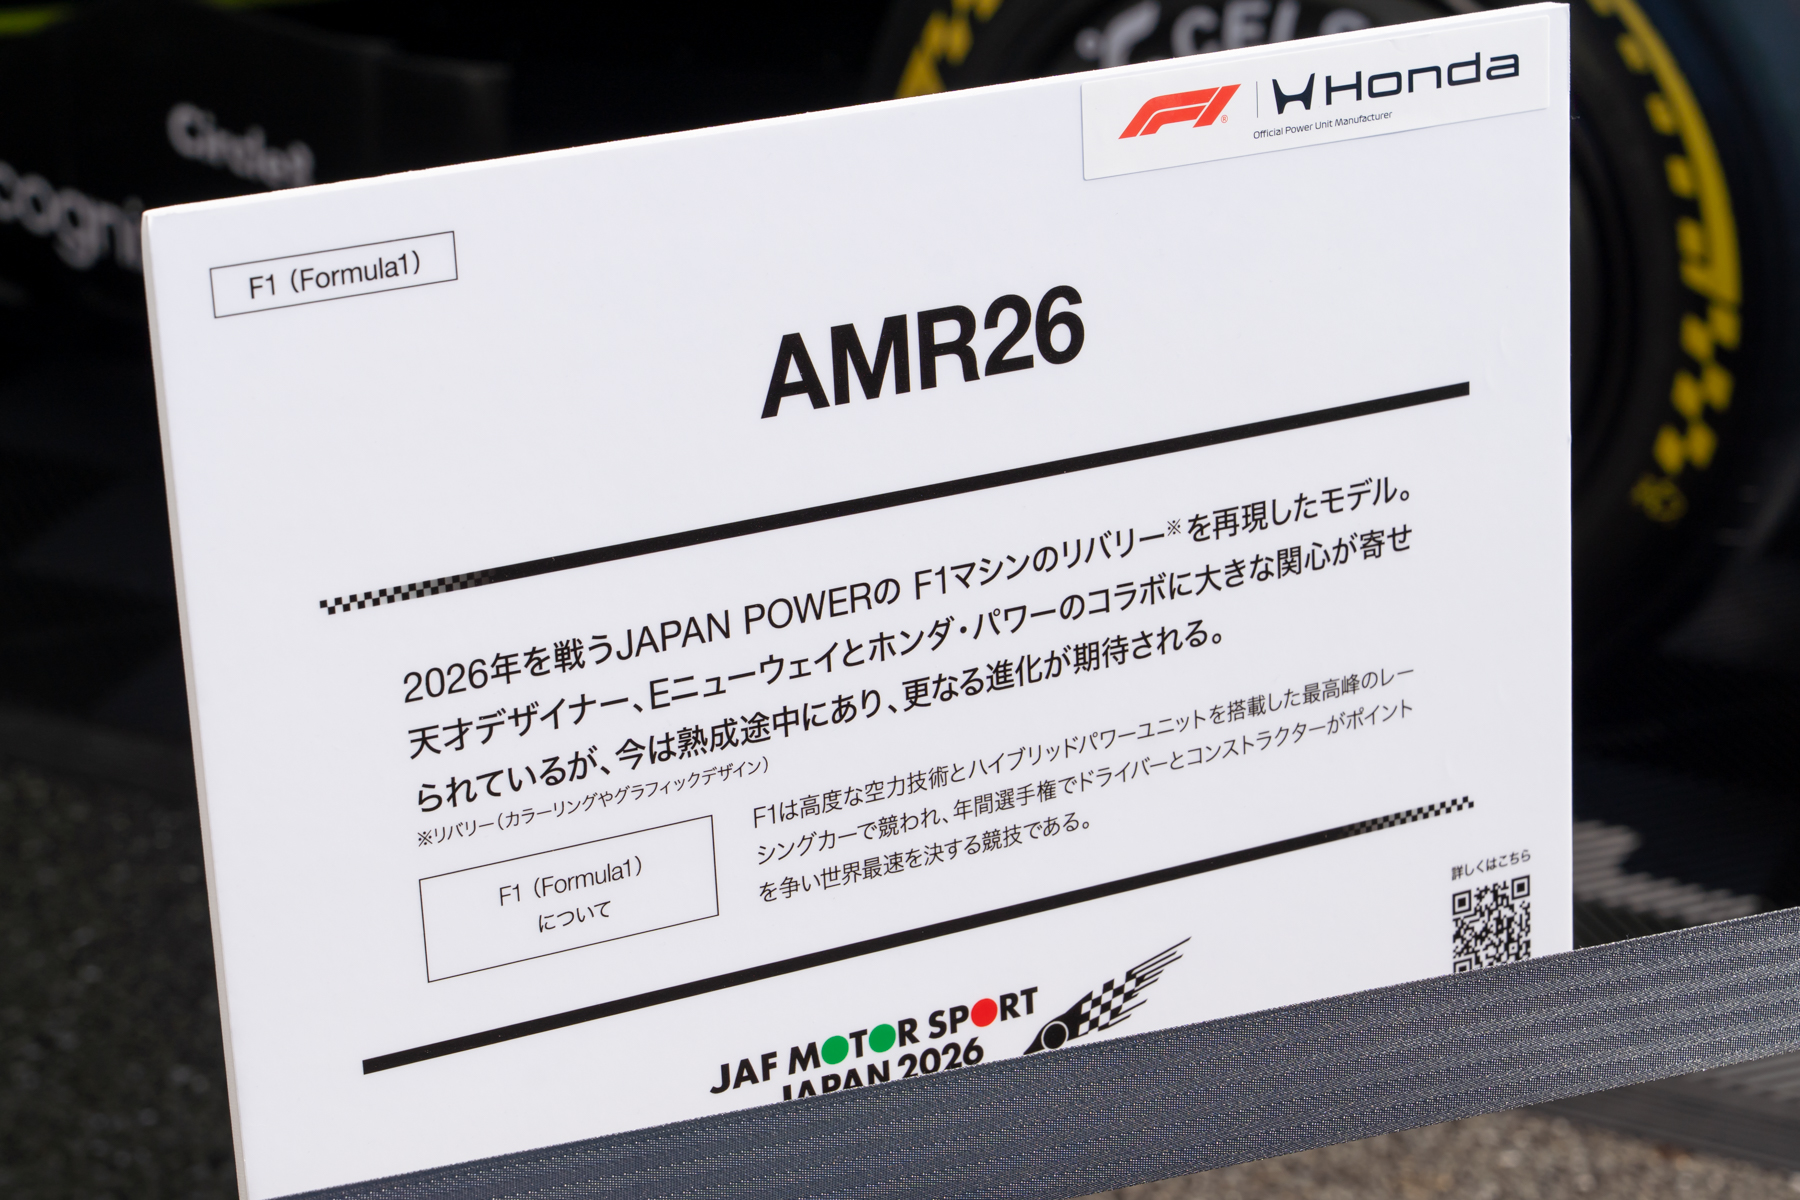 Circle
cogni
F1 Honda
Official Power Unit Manufacturer
F1（Formula1）
AMR26
2026年を戦うJAPAN POWERの F1マシンのリバリー※を再現したモデル。
天才デザイナー、Eニューウェイとホンダ・パワーのコラボに大きな関心が寄せ
られているが、今は熟成途中にあり、更なる進化が期待される。
※リバリー（カラーリングやグラフィックデザイン）
F1（Formula1）
について
F1は高度な空力技術とハイブリッドパワーユニットを搭載した最高峰のレー
シングカーで競われ、年間選手権でドライバーとコンストラクターがポイント
を争い世界最速を決する競技である。
詳しくはこちら
JAF MOTOR SPORT
JAPAN 2026